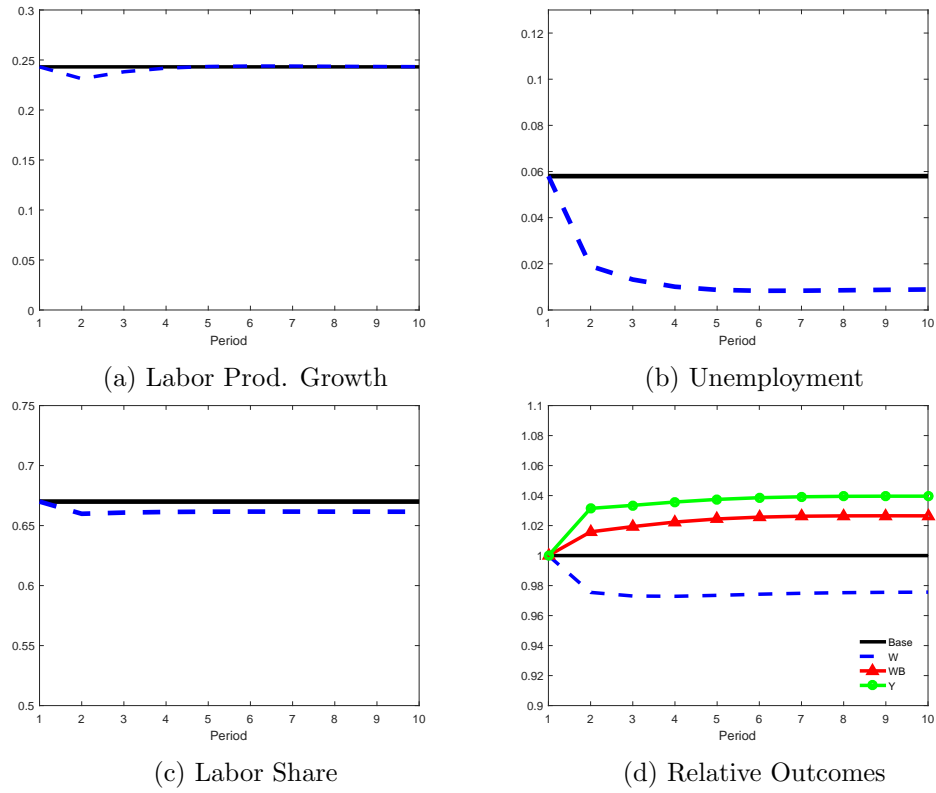 0.3
0.25
0.2
0.15
0.1
0.05
0
1 2 3 4 5 6 7 8 9 10
Period
(a) Labor Prod. Growth
0.12
0.1
0.08
0.06
0.04
0.02
0
1 2 3 4 5 6 7 8 9 10
Period
(b) Unemployment
0.75
0.7
0.65
0.6
0.55
0.5
1 2 3 4 5 6 7 8 9 10
Period
(c) Labor Share
1.1
1.08
1.06
1.04
1.02
1
0.98
0.96
0.94
0.92
0.9
Base
W
WB
Y
1 2 3 4 5 6 7 8 9 10
Period
(d) Relative Outcomes